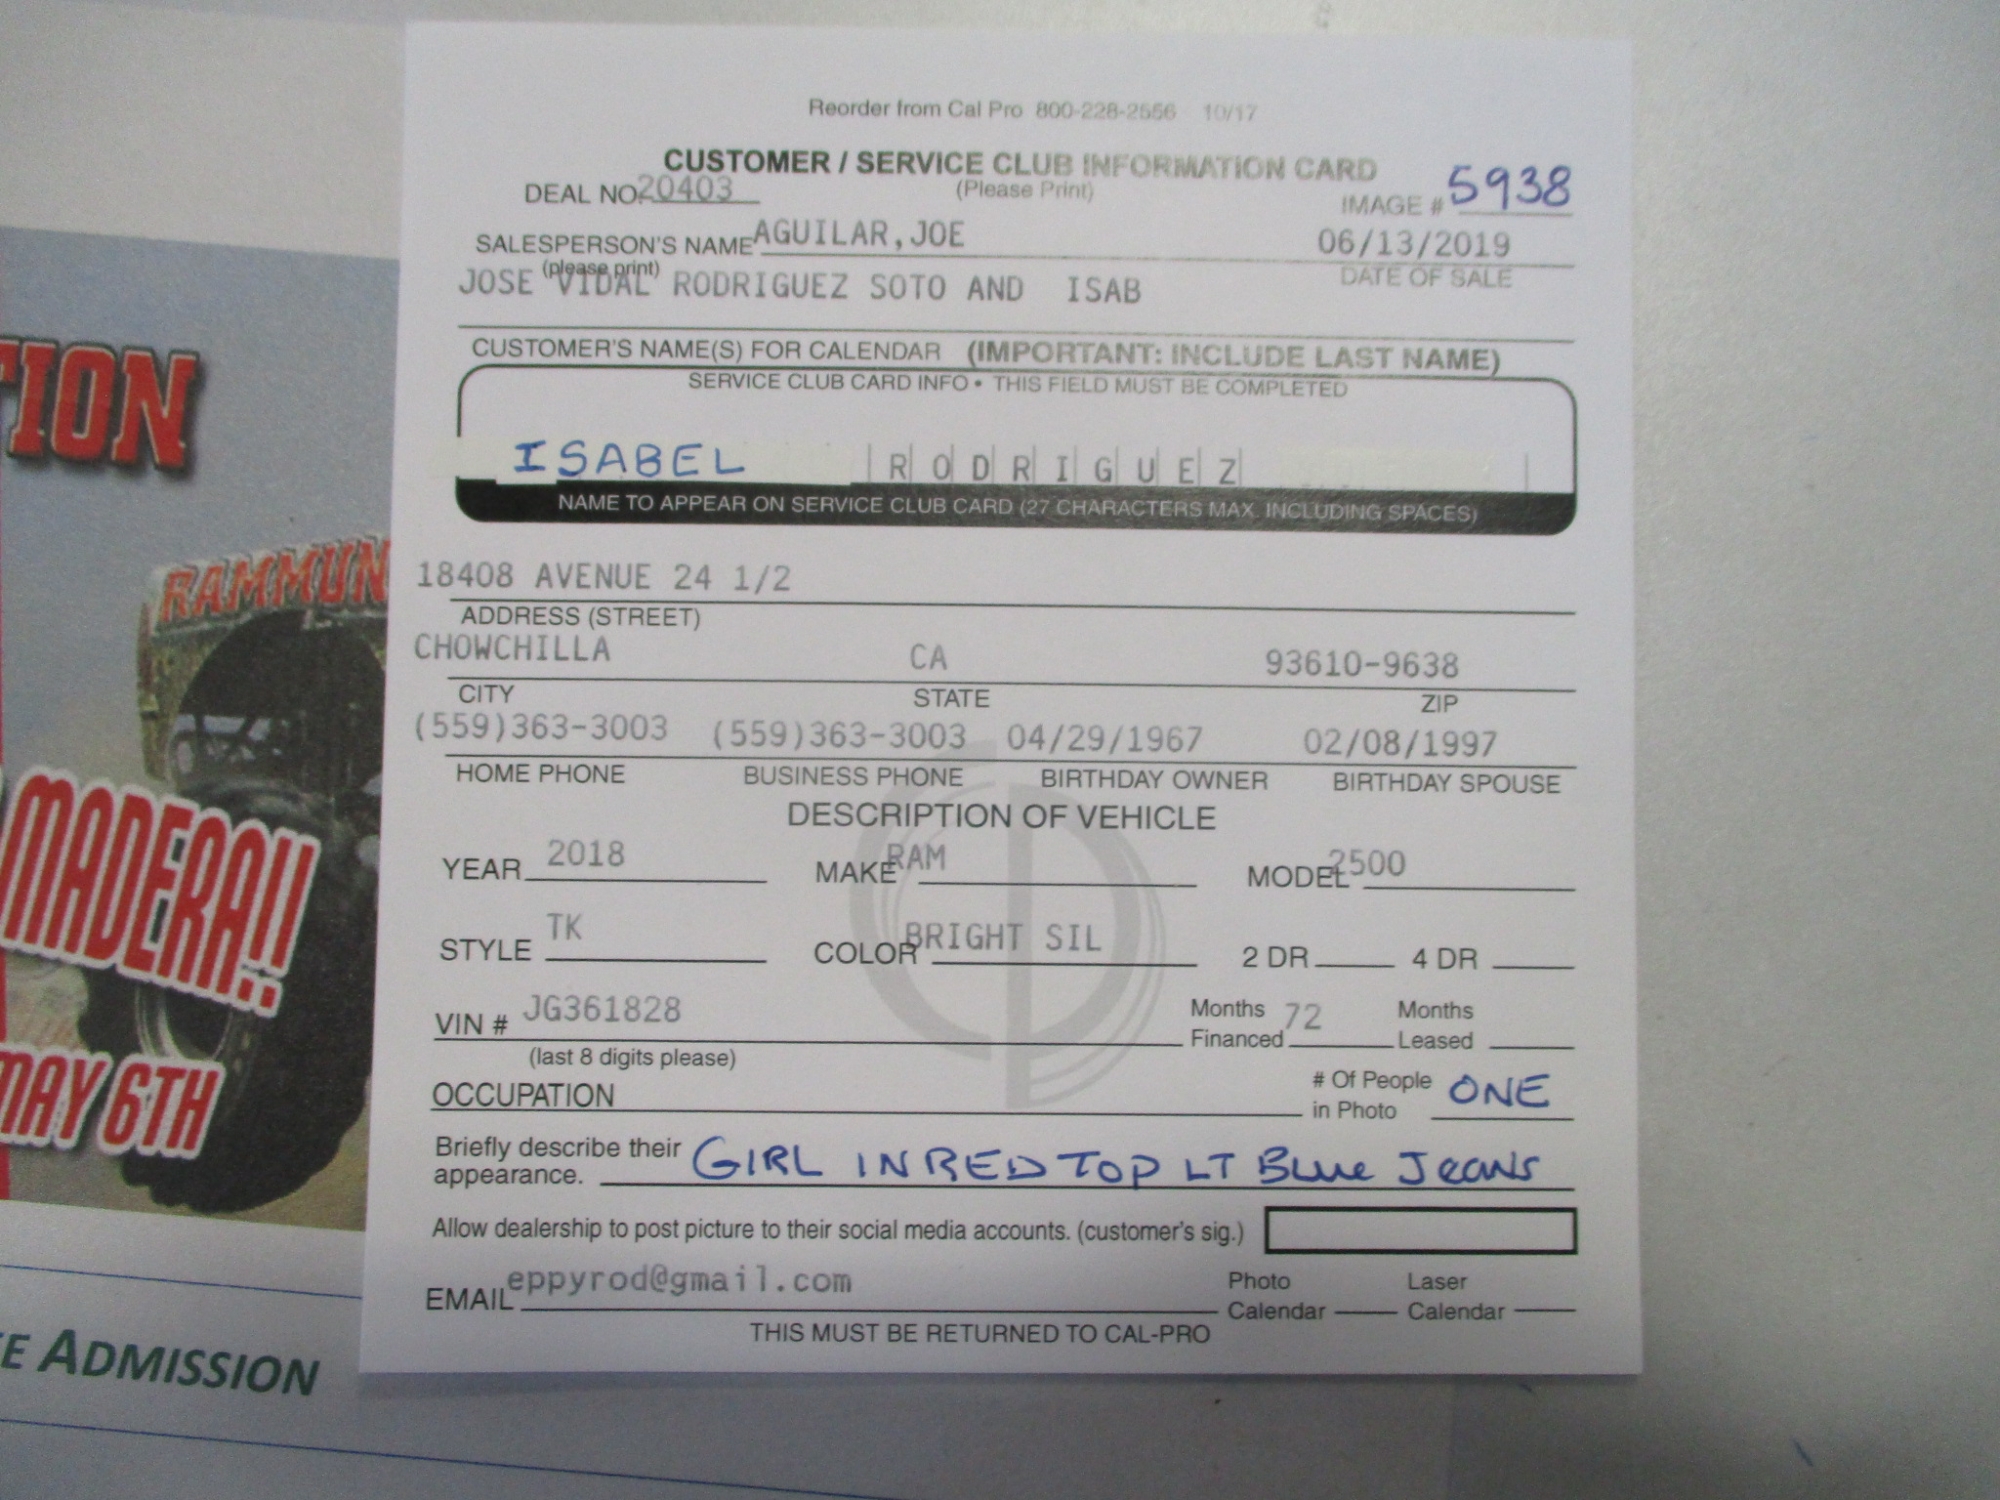 Reorder from Cal Pro 800-228-2556 10/17
CUSTOMER / SERVICE CLUB INFORMATION CARD
(Please Print)
DEAL NO. 20403
IMAGE # 5938
SALESPERSON'S NAME AGUILAR,JOE 06/13/2019
(please print) DATE OF SALE
JOSE VIDAL RODRIGUEZ SOTO AND ISAB
CUSTOMER'S NAME(S) FOR CALENDAR (IMPORTANT: INCLUDE LAST NAME)
SERVICE CLUB CARD INFO • THIS FIELD MUST BE COMPLETED
ISABEL RODRIGUEZ
NAME TO APPEAR ON SERVICE CLUB CARD (27 CHARACTERS MAX. INCLUDING SPACES)
18408 AVENUE 24 1/2
ADDRESS (STREET)
CHOWCHILLA CA 93610-9638
CITY STATE ZIP
(559)363-3003 (559)363-3003 04/29/1967 02/08/1997
HOME PHONE BUSINESS PHONE BIRTHDAY OWNER BIRTHDAY SPOUSE
DESCRIPTION OF VEHICLE
YEAR 2018 MAKE RAM MODEL 2500
STYLE TK COLOR BRIGHT SIL 2 DR 4 DR
VIN # JG361828 Months Financed 72 Months Leased
(last 8 digits please)
OCCUPATION # Of People in Photo ONE
Briefly describe their appearance. GIRL IN RED TOP LT BLUE JEANS
Allow dealership to post picture to their social media accounts. (customer's sig.)
EMAIL eppyrod@gmail.com Photo Calendar Laser Calendar
THIS MUST BE RETURNED TO CAL-PRO
TION
RAMMUN
MADERA!!
MAY 6TH
E ADMISSION